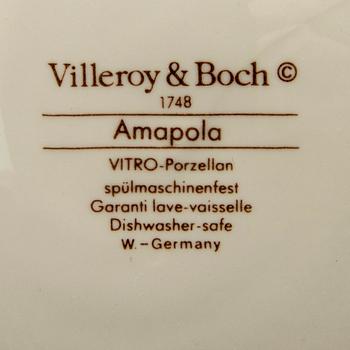 Villeroy & Boch ©
1748
Amapola
VITRO-Porzellan
spülmaschinenfest
Garanti lave-vaisselle
Dishwasher-safe
W.-Germany